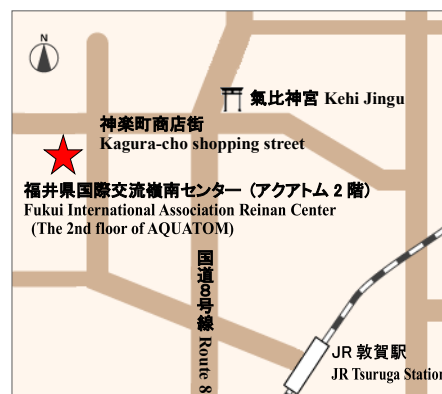 N
氣比神宮 Kehi Jingu
神楽町商店街
Kagura-cho shopping street
福井県国際交流嶺南センター（アクアトム２階）
Fukui International Association Reinan Center
(The 2nd floor of AQUATOM)
国道８号線 Route 8
JR 敦賀駅
JR Tsuruga Station